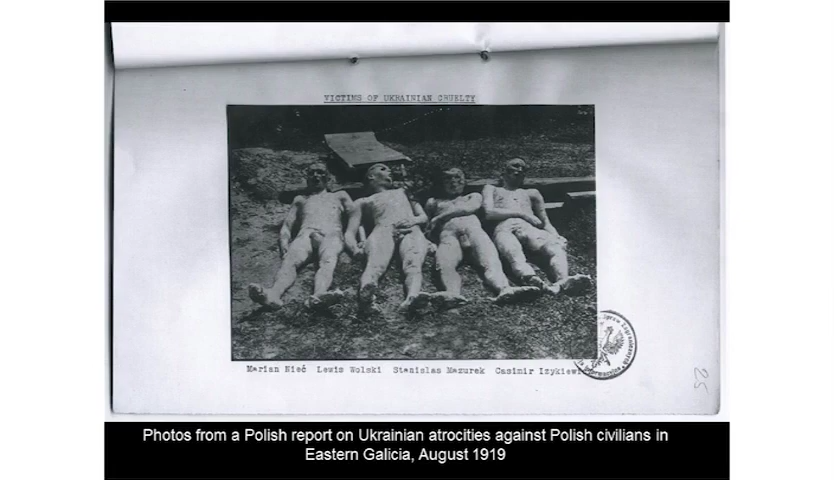 VICTIMS OF UKRAINIAN CRUELTY
Marian Nieć Lewis Wolski Stanislas Mazurek Casimir Izykiewi
25
Photos from a Polish report on Ukrainian atrocities against Polish civilians in
Eastern Galicia, August 1919